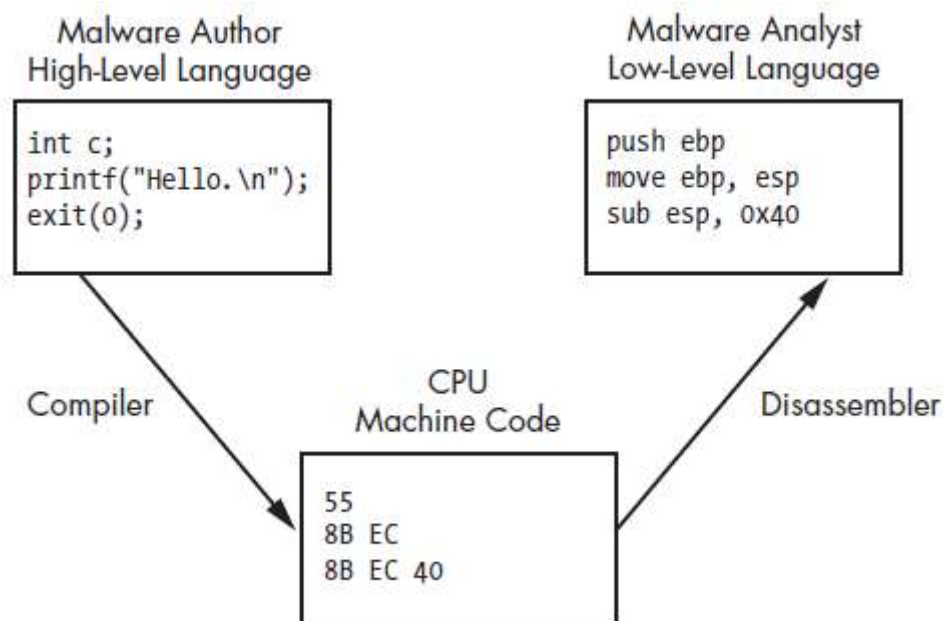 Malware Author
High-Level Language
int c;
printf("Hello.\n");
exit(0);
Malware Analyst
Low-Level Language
push ebp
move ebp, esp
sub esp, 0x40
Compiler
CPU
Machine Code
Disassembler
55
8B EC
8B EC 40